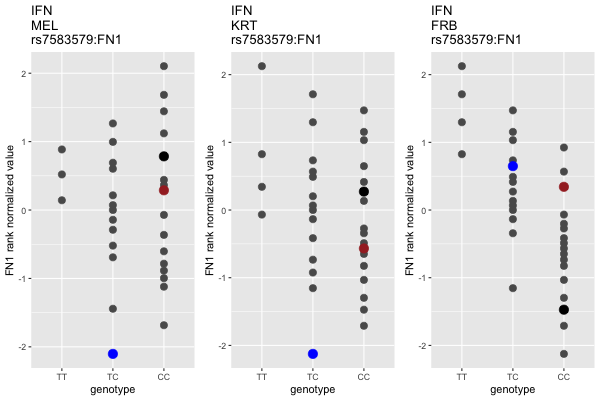 IFN
MEL
rs7583579:FN1
FN1 rank normalized value
2
1
0
-1
-2
TT TC CC
genotype
IFN
KRT
rs7583579:FN1
FN1 rank normalized value
2
1
0
-1
-2
TT TC CC
genotype
IFN
FRB
rs7583579:FN1
FN1 rank normalized value
2
1
0
-1
-2
TT TC CC
genotype